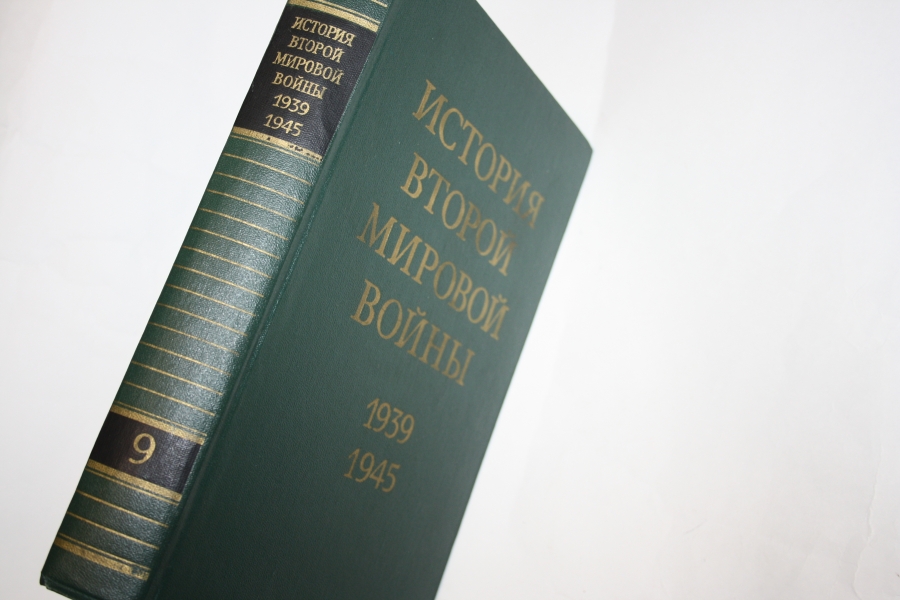 ИСТОРИЯ
ВТОРОЙ
МИРОВОЙ
ВОЙНЫ
1939
1945
9
ИСТОРИЯ
ВТОРОЙ
МИРОВОЙ
ВОЙНЫ
1939
1945